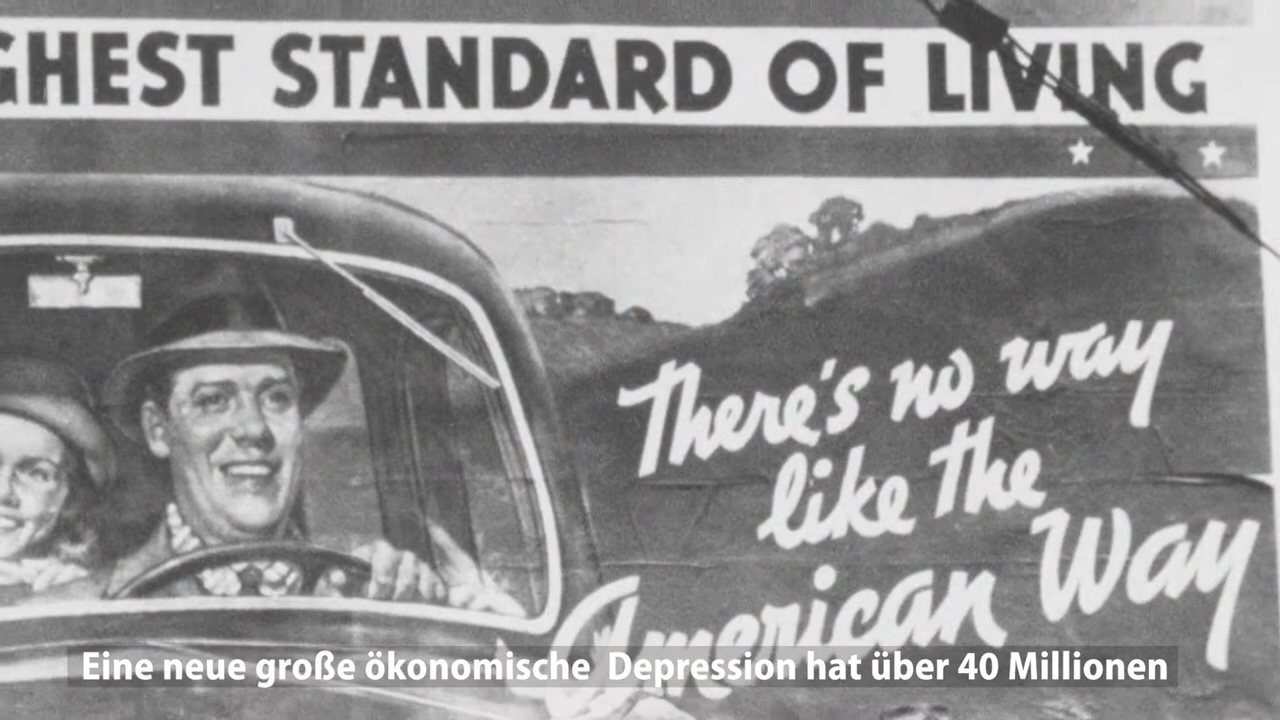 GHEST STANDARD OF LIVING
There's no way
like the
American Way
Eine neue große ökonomische Depression hat über 40 Millionen